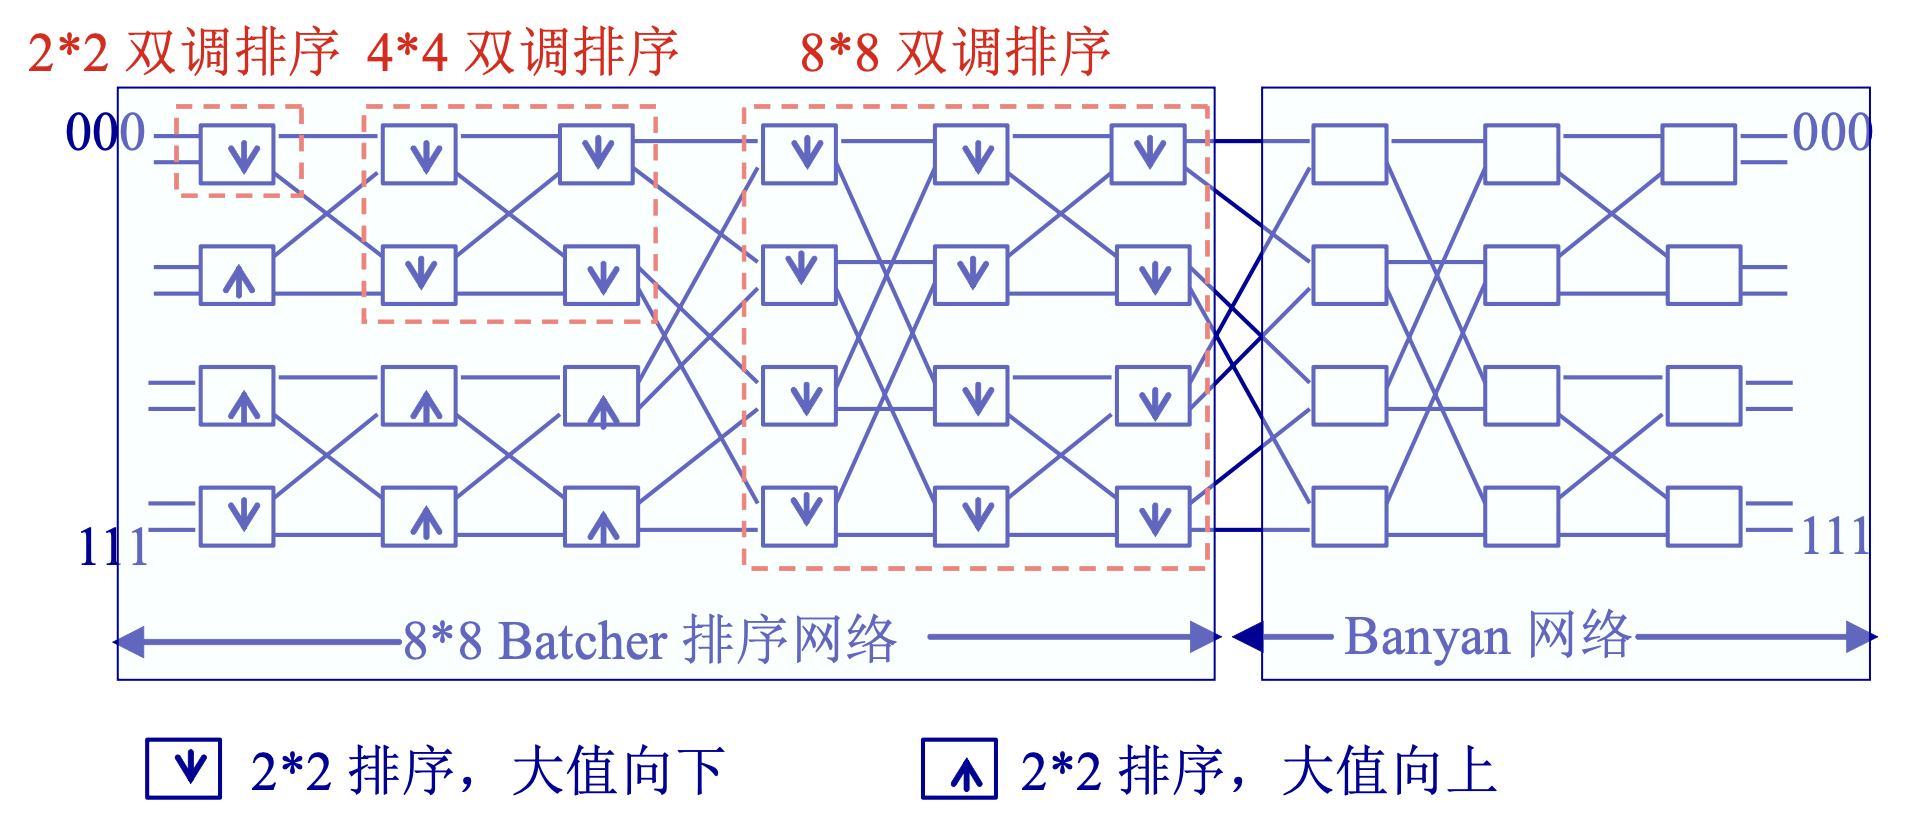 2*2 双调排序 4*4 双调排序 8*8 双调排序
000 000
111 111
8*8 Batcher 排序网络 Banyan 网络
2*2 排序，大值向下 2*2 排序，大值向上